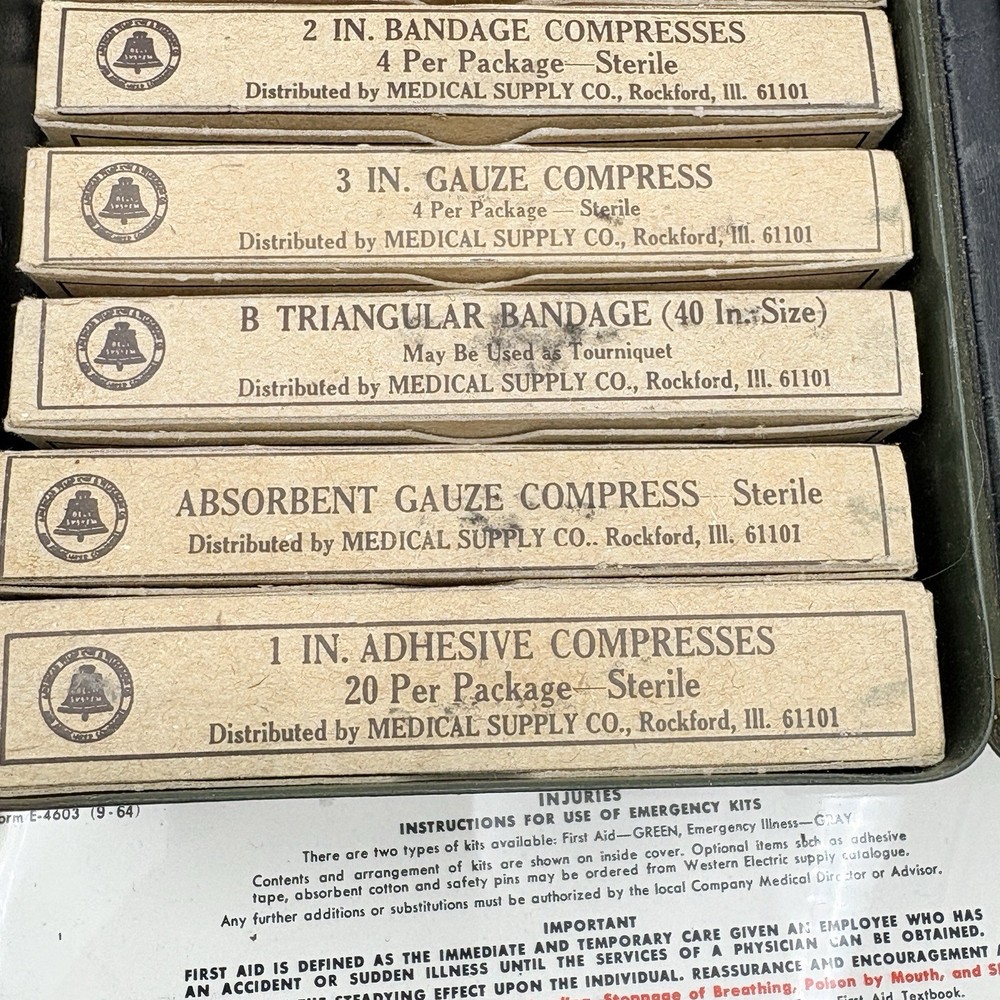 2 IN. BANDAGE COMPRESSES
4 Per Package—Sterile
Distributed by MEDICAL SUPPLY CO., Rockford, Ill. 61101
3 IN. GAUZE COMPRESS
4 Per Package — Sterile
Distributed by MEDICAL SUPPLY CO., Rockford, Ill. 61101
BELL
SYSTEM
B TRIANGULAR BANDAGE (40 In. Size)
May Be Used as Tourniquet
Distributed by MEDICAL SUPPLY CO., Rockford, Ill. 61101
ABSORBENT GAUZE COMPRESS Sterile
Distributed by MEDICAL SUPPLY CO.. Rockford, Ill. 61101
1 IN. ADHESIVE COMPRESSES
20 Per Package—Sterile
Distributed by MEDICAL SUPPLY CO., Rockford, Ill. 61101
E-4603 (9-64)
INJURIES
INSTRUCTIONS FOR USE OF EMERGENCY KITS
There are two types of kits available: First Aid—GREEN, Emergency Illness—GRAY
Contents and arrangement of kits are shown on inside cover. Optional items such as adhesive
tape, absorbent cotton and safety pins may be ordered from Western Electric supply catalogue.
Any further additions or substitutions must be authorized by the local Company Medical Director or Advisor.
IMPORTANT
FIRST AID IS DEFINED AS THE IMMEDIATE AND TEMPORARY CARE GIVEN AN EMPLOYEE WHO HAS
AN ACCIDENT OR SUDDEN ILLNESS UNTIL THE SERVICES OF A PHYSICIAN CAN BE OBTAINED.
STEADYING EFFECT UPON THE INDIVIDUAL. REASSURANCE AND ENCOURAGEMENT
Stoppage of Breathing, Poison by Mouth, and
First Aid Textbook.